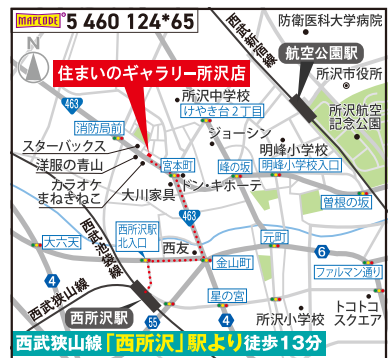 MAPCODE 5 460 124*65
防衛医科大学病院
N
西武新宿線
航空公園駅
住まいのギャラリー所沢店
所沢市役所
463
所沢中学校
けやき台2丁目
消防局前
所沢航空
記念公園
スターバックス
ジョーシン
洋服の青山
宮本町
峰の坂
明峰小学校
明峰小学校入口
カラオケ
まねきねこ
ドン・キホーテ
大川家具
曽根の坂
463
西所沢駅
北入口
西武池袋線
大六天
西友
元町
6
金山町
ファルマン通り
4
西武狭山線
星の宮
西所沢駅
55
4
所沢小学校
トコトコ
スクエア
西武狭山線「西所沢」駅より徒歩13分